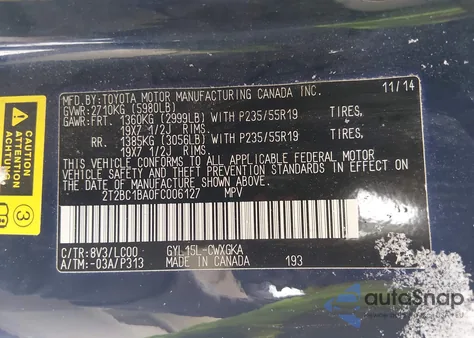 MFD.BY:TOYOTA MOTOR MANUFACTURING CANADA INC. 11/14
GVWR:2710KG (5980LB)
GAWR:FRT. 1360KG (2999LB) WITH P235/55R19 TIRES,
19X7 1/2J RIMS.
RR 1385KG (3056LB) WITH P235/55R19 TIRES,
19X7 1/2J RIMS.
THIS VEHICLE CONFORMS TO ALL APPLICABLE FEDERAL MOTOR
VEHICLE SAFETY AND THEFT PREVENTION STANDARDS IN EFFECT ON THE
DATE OF MANUFACTURE SHOWN ABOVE.
2T2BC1BA0FC006127 MPV
C/TR:8V3/LC00 GYL15L-CWXGKA
A/TM:-03A/P313 MADE IN CANADA 193
CAUTION
ATTENTION
ACHTUNG
3
autoSnap